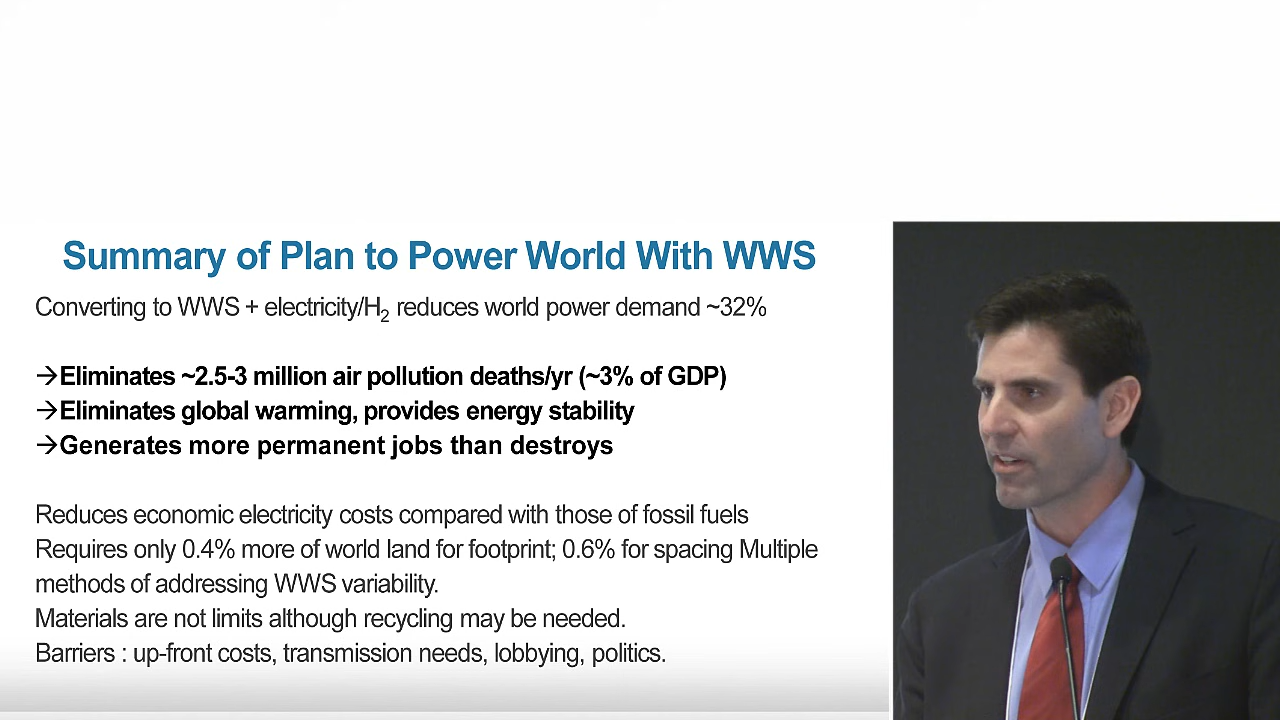 Summary of Plan to Power World With WWS
Converting to WWS + electricity/H₂ reduces world power demand ~32%
→Eliminates ~2.5-3 million air pollution deaths/yr (~3% of GDP)
→Eliminates global warming, provides energy stability
→Generates more permanent jobs than destroys
Reduces economic electricity costs compared with those of fossil fuels
Requires only 0.4% more of world land for footprint; 0.6% for spacing Multiple
methods of addressing WWS variability.
Materials are not limits although recycling may be needed.
Barriers : up-front costs, transmission needs, lobbying, politics.